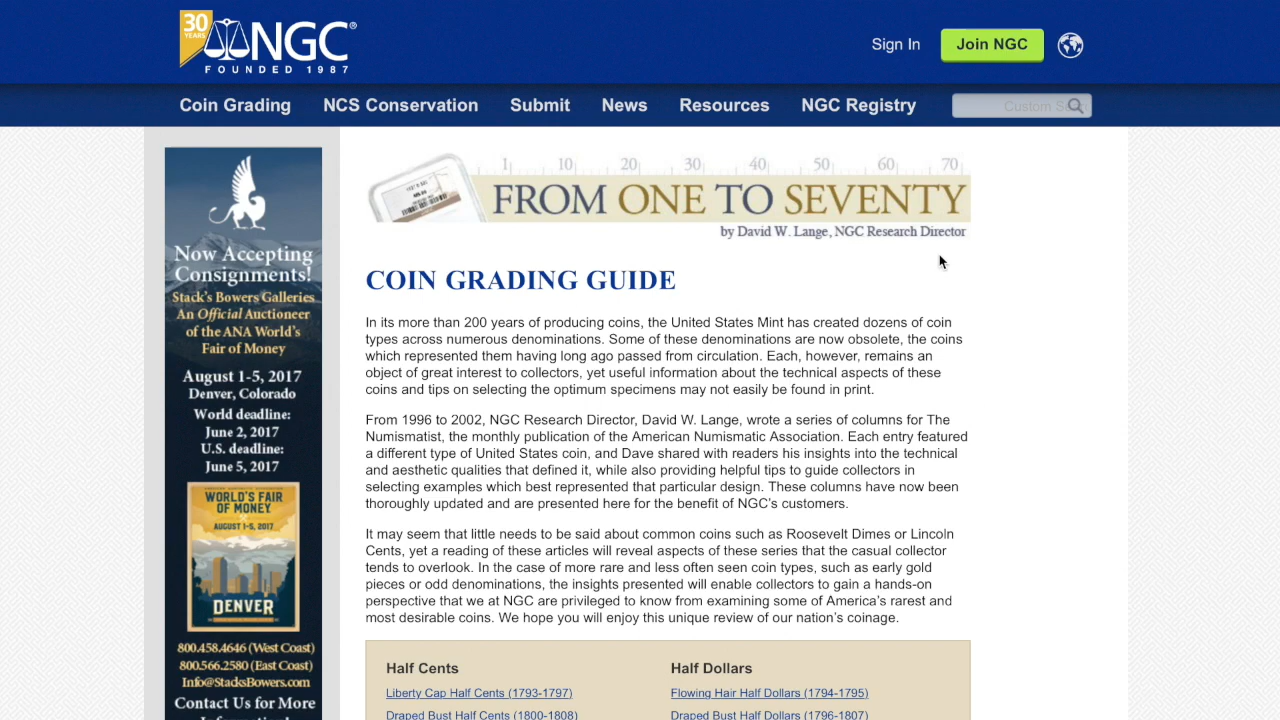 30
YEARS
NGC®
FOUNDED 1987
Sign In
Join NGC
Coin Grading
NCS Conservation
Submit
News
Resources
NGC Registry
Now Accepting
Consignments!
Stack's Bowers Galleries
An Official Auctioneer
of the ANA World's
Fair of Money
August 1-5, 2017
Denver, Colorado
World deadline:
June 2, 2017
U.S. deadline:
June 5, 2017
WORLD'S FAIR
OF MONEY
AUGUST 1-5, 2017
DENVER
800.458.4646 (West Coast)
800.566.2580 (East Coast)
Info@StacksBowers.com
Contact Us for More
1 10 20 30 40 50 60 70
FROM ONE TO SEVENTY
by David W. Lange, NGC Research Director
COIN GRADING GUIDE
In its more than 200 years of producing coins, the United States Mint has created dozens of coin
types across numerous denominations. Some of these denominations are now obsolete, the coins
which represented them having long ago passed from circulation. Each, however, remains an
object of great interest to collectors, yet useful information about the technical aspects of these
coins and tips on selecting the optimum specimens may not easily be found in print.
From 1996 to 2002, NGC Research Director, David W. Lange, wrote a series of columns for The
Numismatist, the monthly publication of the American Numismatic Association. Each entry featured
a different type of United States coin, and Dave shared with readers his insights into the technical
and aesthetic qualities that defined it, while also providing helpful tips to guide collectors in
selecting examples which best represented that particular design. These columns have now been
thoroughly updated and are presented here for the benefit of NGC's customers.
It may seem that little needs to be said about common coins such as Roosevelt Dimes or Lincoln
Cents, yet a reading of these articles will reveal aspects of these series that the casual collector
tends to overlook. In the case of more rare and less often seen coin types, such as early gold
pieces or odd denominations, the insights presented will enable collectors to gain a hands-on
perspective that we at NGC are privileged to know from examining some of America's rarest and
most desirable coins. We hope you will enjoy this unique review of our nation's coinage.
Half Cents
Liberty Cap Half Cents (1793-1797)
Draped Bust Half Cents (1800-1808)
Half Dollars
Flowing Hair Half Dollars (1794-1795)
Draped Bust Half Dollars (1796-1807)